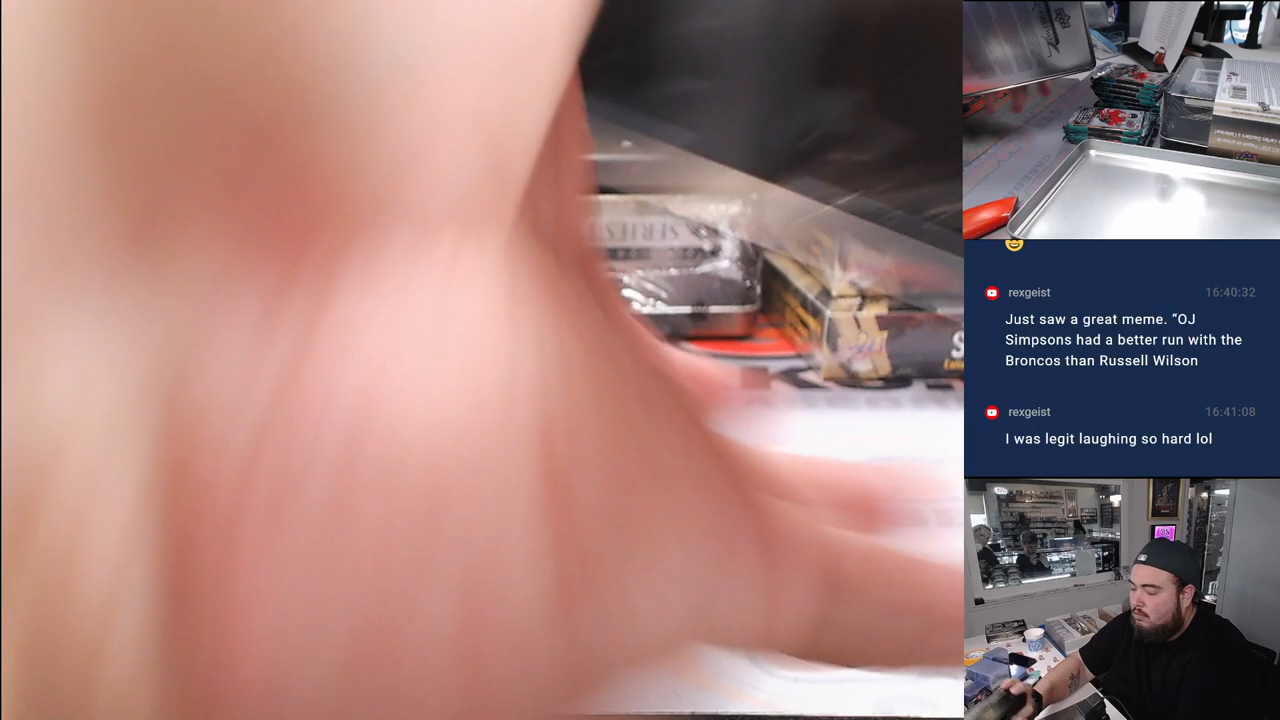 SERIES
rexgeist 16:40:32
Just saw a great meme. “OJ
Simpsons had a better run with the
Broncos than Russell Wilson
rexgeist 16:41:08
I was legit laughing so hard lol